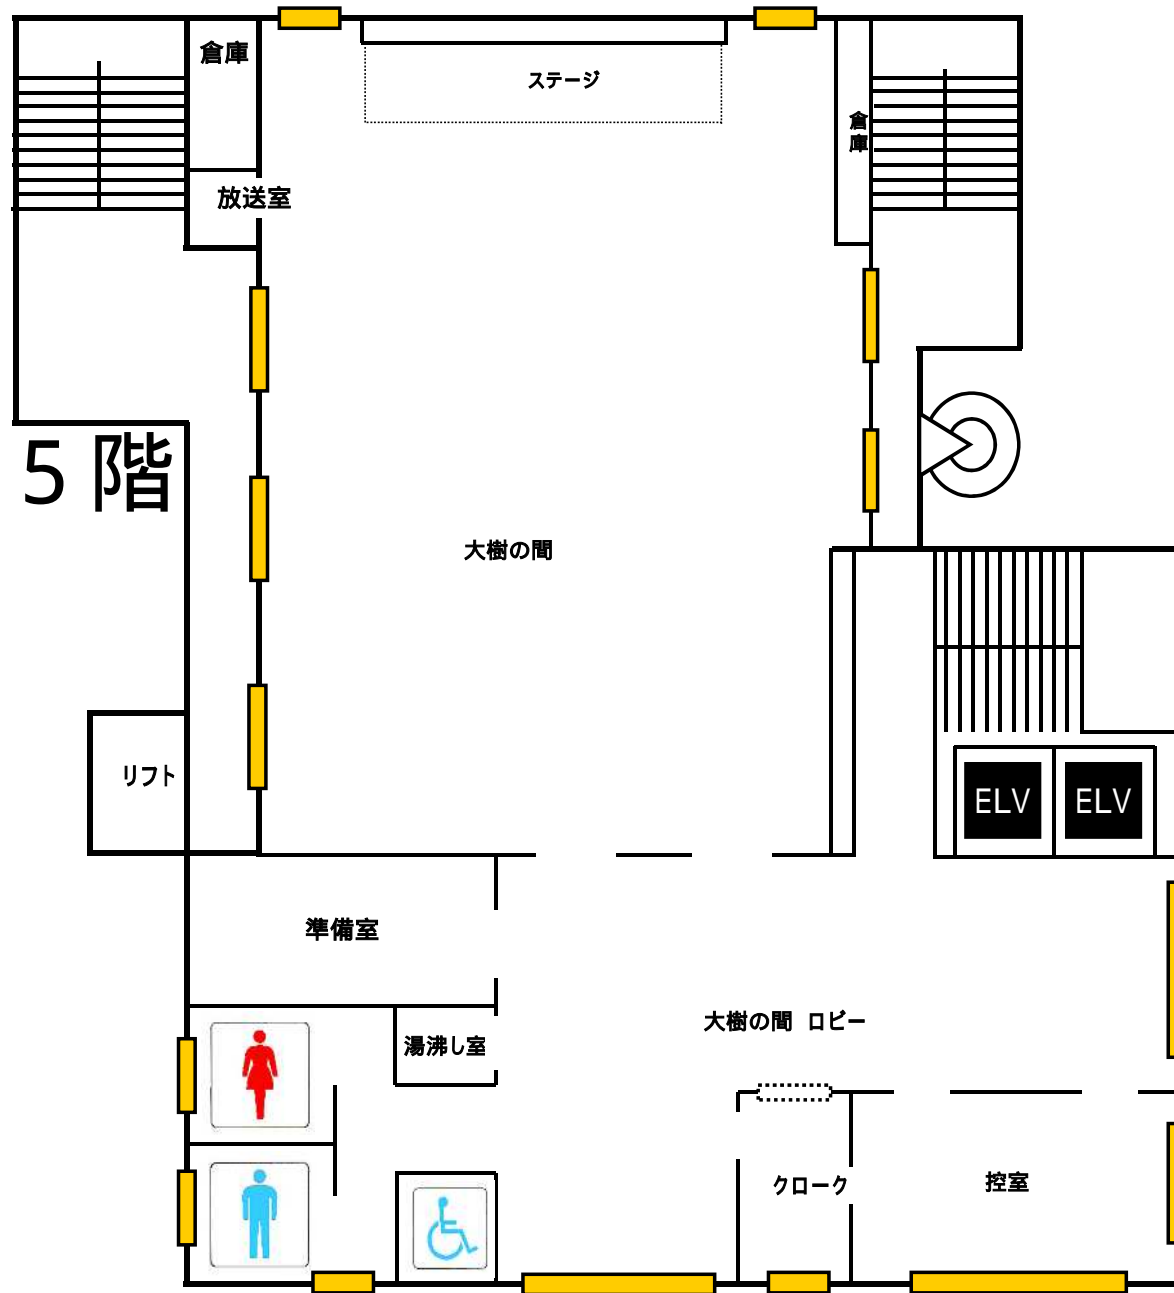 倉庫
ステージ
倉庫
放送室
5階
大樹の間
リフト
ELV ELV
準備室
大樹の間 ロビー
湯沸し室
クローク
控室